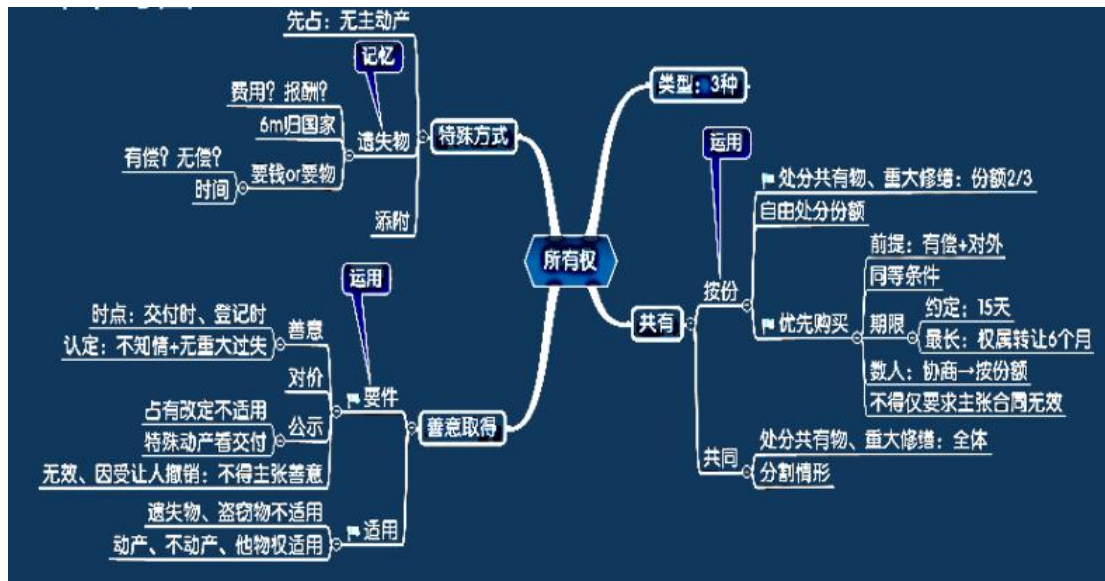 先占：无主动产
记忆
费用？报酬？
6m归国家
遗失物
有偿？无偿？
时间
要钱or要物
添附
特殊方式
所有权
类型：3种
运用
处分共有物、重大修缮：份额2/3
自由处分份额
按份
前提：有偿+对外
同等条件
优先购买
期限
约定：15天
最长：权属转让6个月
数人：协商→按份额
不得仅要求主张合同无效
共有
共同
处分共有物、重大修缮：全体
分割情形
运用
时点：交付时、登记时
善意
认定：不知情+无重大过失
对价
要件
占有改定不适用
公示
特殊动产看交付
无效、因受让人撤销：不得主张善意
善意取得
遗失物、盗窃物不适用
适用
动产、不动产、他物权适用